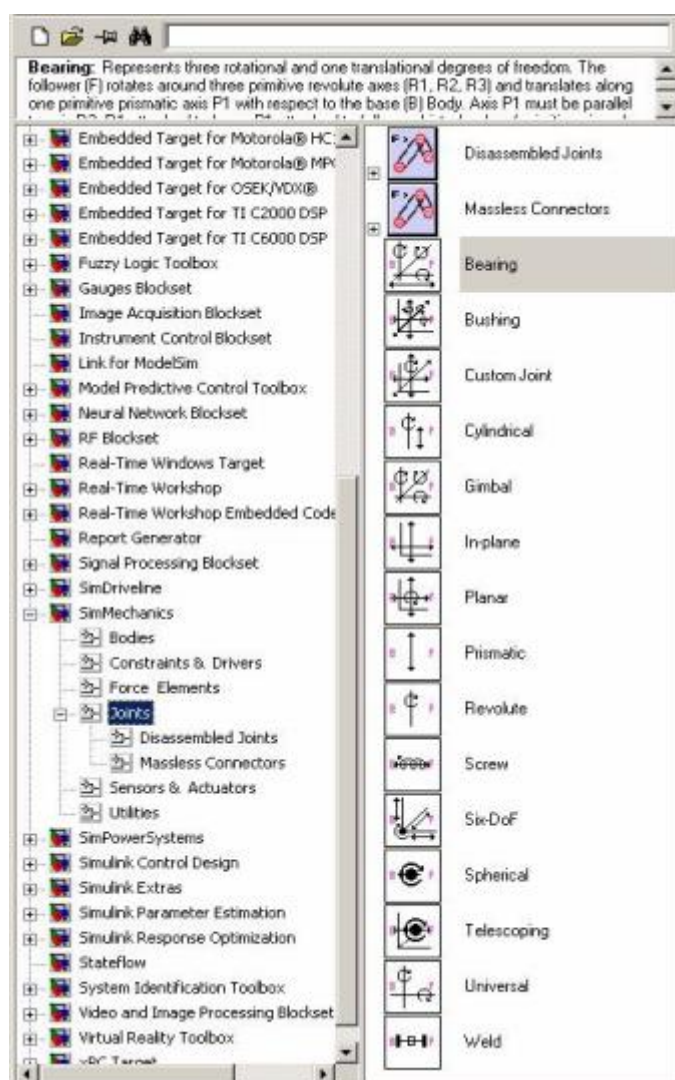 Bearing: Represents three rotational and one translational degrees of freedom. The
follower (F) rotates around three primitive revolute axes (R1, R2, R3) and translates along
one primitive prismatic axis P1 with respect to the base (B) Body. Axis P1 must be parallel
Embedded Target for Motorola® HC
Embedded Target for Motorola® MP
Embedded Target for OSEK/VDX®
Embedded Target for TI C2000 DSP
Embedded Target for TI C6000 DSP
Fuzzy Logic Toolbox
Gauges Blockset
Image Acquisition Blockset
Instrument Control Blockset
Link for ModelSim
Model Predictive Control Toolbox
Neural Network Blockset
RF Blockset
Real-Time Windows Target
Real-Time Workshop
Real-Time Workshop Embedded Code
Report Generator
Signal Processing Blockset
SimDriveline
SimMechanics
Bodies
Constraints & Drivers
Force Elements
Joints
Disassembled Joints
Massless Connectors
Sensors & Actuators
Utilities
SimPowerSystems
Simulink Control Design
Simulink Extras
Simulink Parameter Estimation
Simulink Response Optimization
Stateflow
System Identification Toolbox
Video and Image Processing Blockset
Virtual Reality Toolbox
xPC Target
Disassembled Joints
Massless Connectors
Bearing
Bushing
Custom Joint
Cylindrical
Gimbal
In-plane
Planar
Prismatic
Revolute
Screw
Six-DoF
Spherical
Telescoping
Universal
Weld